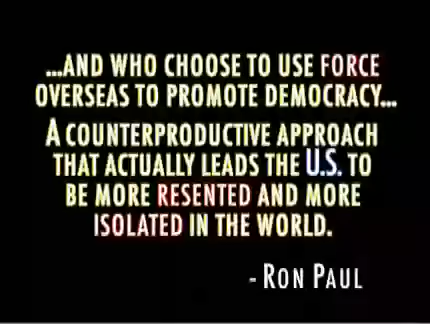 ...AND WHO CHOOSE TO USE FORCE
OVERSEAS TO PROMOTE DEMOCRACY...
A COUNTERPRODUCTIVE APPROACH
THAT ACTUALLY LEADS THE U.S. TO
BE MORE RESENTED AND MORE
ISOLATED IN THE WORLD.
- RON PAUL